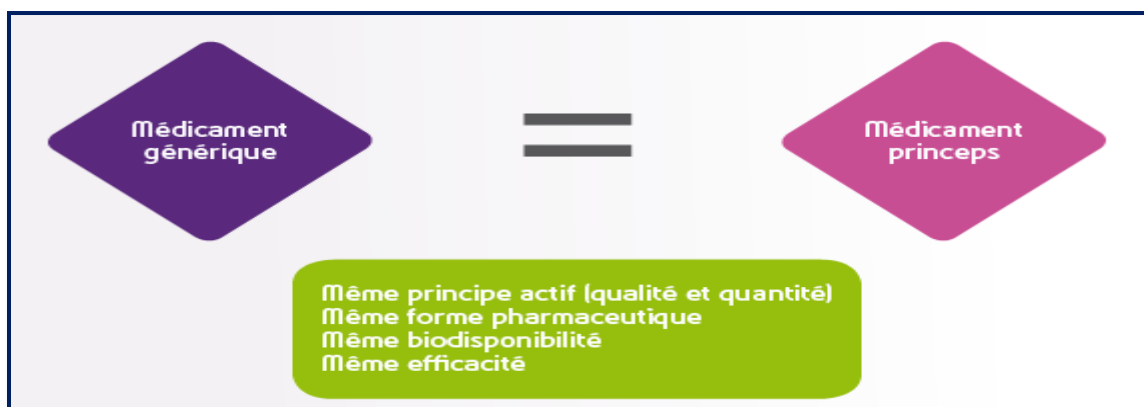 Médicament
générique
=
Médicament
princeps
Même principe actif (qualité et quantité)
Même forme pharmaceutique
Même biodisponibilité
Même efficacité